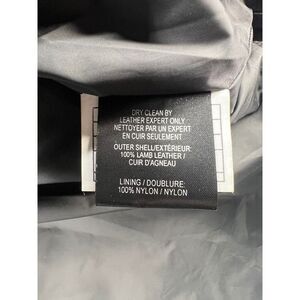 DRY CLEAN BY
LEATHER EXPERT ONLY
NETTOYER PAR UN EXPERT
EN CUIR SEULEMENT
OUTER SHELL/EXTÉRIEUR:
100% LAMB LEATHER /
CUIR D'AGNEAU
LINING / DOUBLURE:
100% NYLON / NYLON